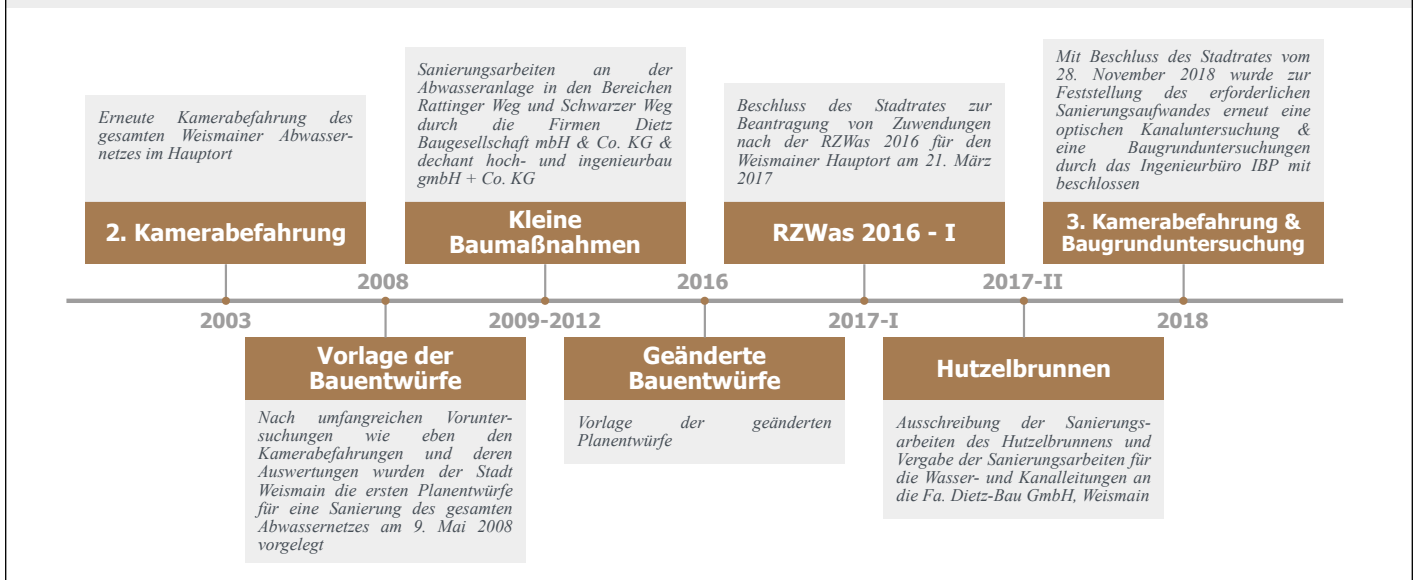 Erneute Kamerabefahrung des
gesamten Weismainer Abwasser-
netzes im Hauptort
2. Kamerabefahrung
2003
2008
Vorlage der
Bauentwürfe
Nach umfangreichen Vorunter-
suchungen wie eben den
Kamerabefahrungen und deren
Auswertungen wurden der Stadt
Weismain die ersten Planentwürfe
für eine Sanierung des gesamten
Abwassernetzes am 9. Mai 2008
vorgelegt
Sanierungsarbeiten an der
Abwasseranlage in den Bereichen
Rattinger Weg und Schwarzer Weg
durch die Firmen Dietz
Baugesellschaft mbH & Co. KG &
dechant hoch- und ingenieurbau
gmbH + Co. KG
Kleine
Baumaßnahmen
2009-2012
2016
Geänderte
Bauentwürfe
Vorlage der geänderten
Planentwürfe
Beschluss des Stadtrates zur
Beantragung von Zuwendungen
nach der RZWas 2016 für den
Weismainer Hauptort am 21. März
2017
RZWas 2016 - I
2017-I
2017-II
Hutzelbrunnen
Ausschreibung der Sanierungs-
arbeiten des Hutzelbrunnens und
Vergabe der Sanierungsarbeiten für
die Wasser- und Kanalleitungen an
die Fa. Dietz-Bau GmbH, Weismain
Mit Beschluss des Stadtrates vom
28. November 2018 wurde zur
Feststellung des erforderlichen
Sanierungsaufwandes erneut eine
optischen Kanaluntersuchung &
eine Baugrunduntersuchungen
durch das Ingenieurbüro IBP mit
beschlossen
3. Kamerabefahrung &
Baugrunduntersuchung
2018